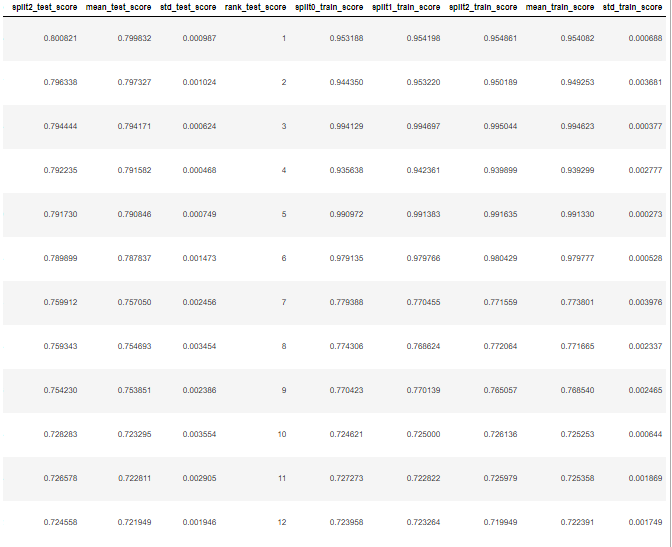 split2_test_score mean_test_score std_test_score rank_test_score split0_train_score split1_train_score split2_train_score mean_train_score std_train_score
0.800821 0.799832 0.000987 1 0.953188 0.954198 0.954861 0.954082 0.000688
0.796338 0.797327 0.001024 2 0.944350 0.953220 0.950189 0.949253 0.003681
0.794444 0.794171 0.000624 3 0.994129 0.994697 0.995044 0.994623 0.000377
0.792235 0.791582 0.000468 4 0.935638 0.942361 0.939899 0.939299 0.002777
0.791730 0.790846 0.000749 5 0.990972 0.991383 0.991635 0.991330 0.000273
0.789899 0.787837 0.001473 6 0.979135 0.979766 0.980429 0.979777 0.000528
0.759912 0.757050 0.002456 7 0.779388 0.770455 0.771559 0.773801 0.003976
0.759343 0.754693 0.003454 8 0.774306 0.768624 0.772064 0.771665 0.002337
0.754230 0.753851 0.002386 9 0.770423 0.770139 0.765057 0.768540 0.002465
0.728283 0.723295 0.003554 10 0.724621 0.725000 0.726136 0.725253 0.000644
0.726578 0.722811 0.002905 11 0.727273 0.722822 0.725979 0.725358 0.001869
0.724558 0.721949 0.001946 12 0.723958 0.723264 0.719949 0.722391 0.001749